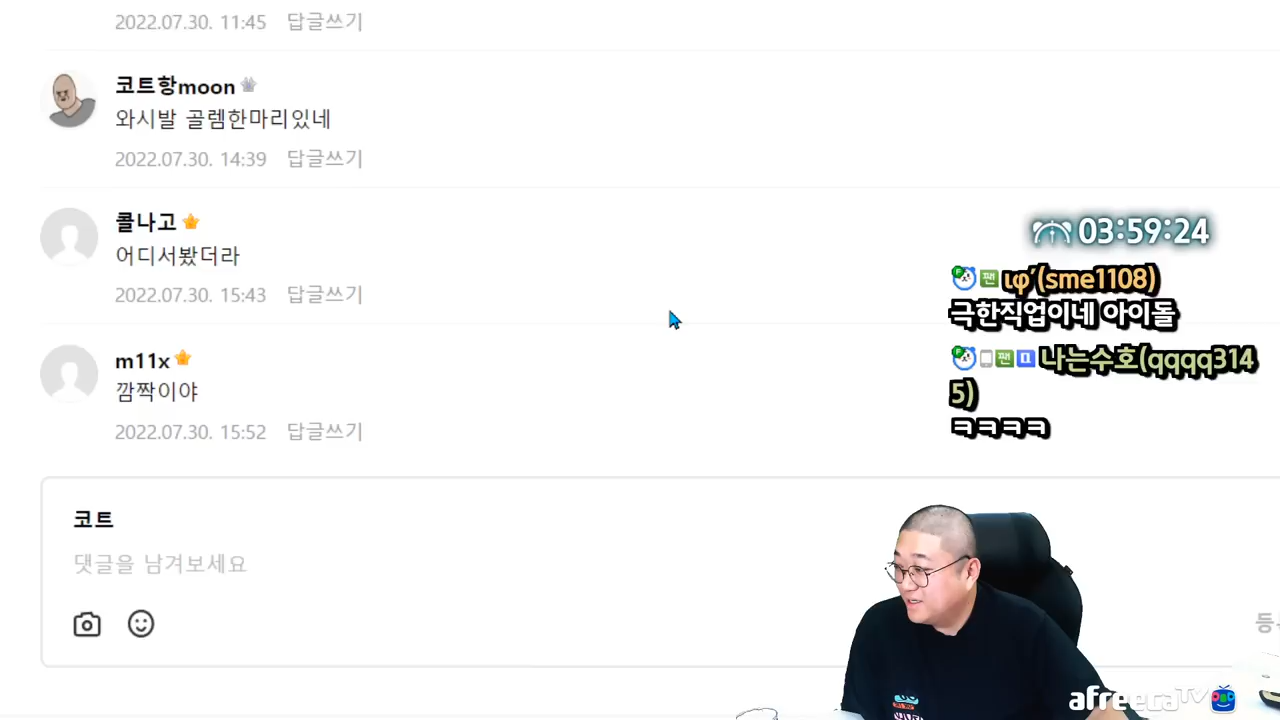 2022.07.30. 11:45 답글쓰기
코트항moon
와시발 골렘한마리있네
2022.07.30. 14:39 답글쓰기
콜나고
어디서봤더라
2022.07.30. 15:43 답글쓰기
m11x
깜짝이야
2022.07.30. 15:52 답글쓰기
코트
댓글을 남겨보세요
03:59:24
팬 ιφ′(sme1108)
극한직업이네 아이돌
팬 나는수호(qqqq314
5)
ㅋㅋㅋㅋ
afreecaTV